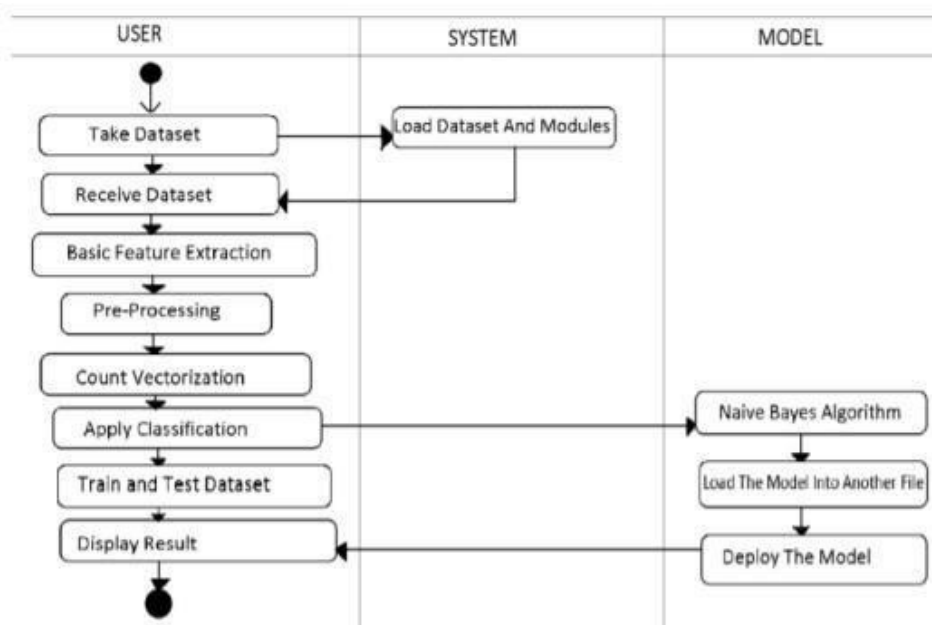 USER
SYSTEM
MODEL
Take Dataset
Load Dataset And Modules
Receive Dataset
Basic Feature Extraction
Pre-Processing
Count Vectorization
Apply Classification
Naive Bayes Algorithm
Train and Test Dataset
Load The Model Into Another File
Display Result
Deploy The Model